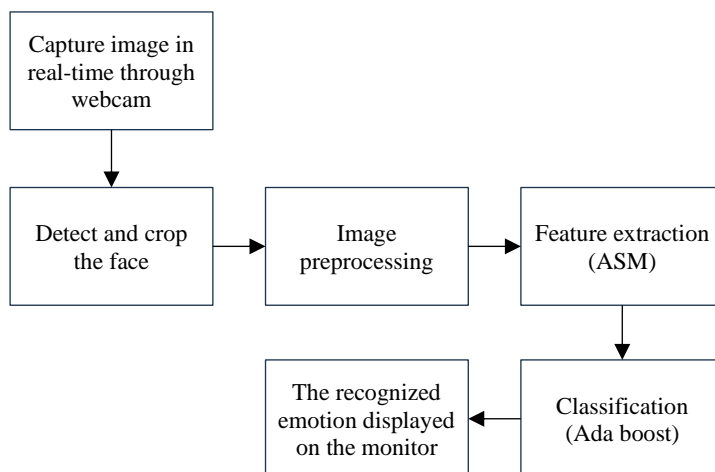 Capture image in
real-time through
webcam
Detect and crop
the face
Image
preprocessing
Feature extraction
(ASM)
Classification
(Ada boost)
The recognized
emotion displayed
on the monitor